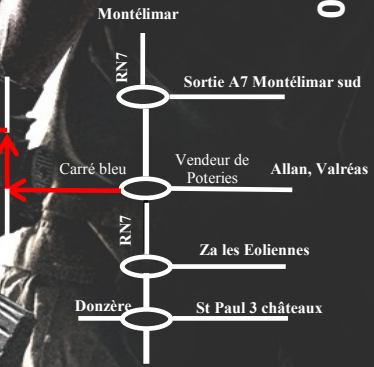 Montélimar
RN7
Sortie A7 Montélimar sud
Carré bleu
Vendeur de
Poteries
Allan, Valréas
RN7
Za les Eoliennes
Donzère
St Paul 3 châteaux
0